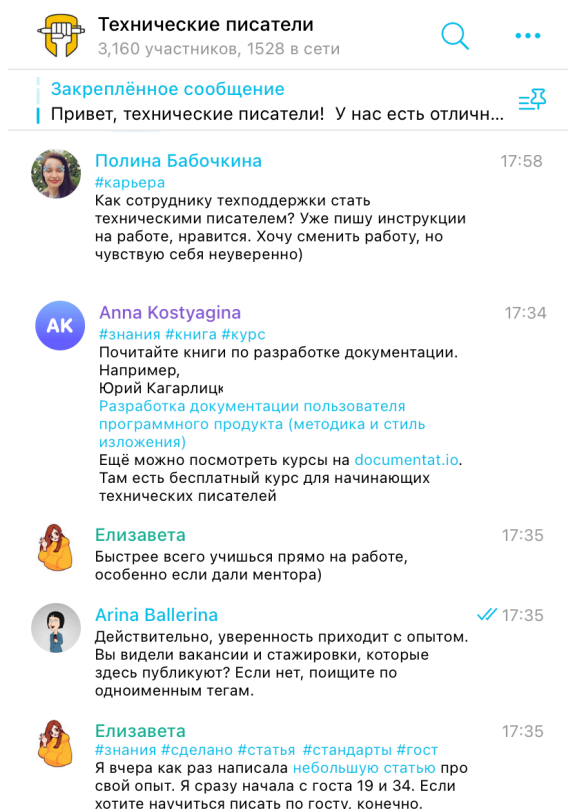 Технические писатели
3,160 участников, 1528 в сети
Закреплённое сообщение
Привет, технические писатели! У нас есть отличн...
Полина Бабочкина 17:58
#карьера
Как сотруднику техподдержки стать
техническими писателем? Уже пишу инструкции
на работе, нравится. Хочу сменить работу, но
чувствую себя неуверенно)
AK
Anna Kostyagina 17:34
#знания #книга #курс
Почитайте книги по разработке документации.
Например,
Юрий Кагарлицк
Разработка документации пользователя
программного продукта (методика и стиль
изложения)
Ещё можно посмотреть курсы на documentat.io.
Там есть бесплатный курс для начинающих
технических писателей
Елизавета 17:35
Быстрее всего учишься прямо на работе,
особенно если дали ментора)
Arina Ballerina 17:35
Действительно, уверенность приходит с опытом.
Вы видели вакансии и стажировки, которые
здесь публикуют? Если нет, поищите по
одноименным тегам.
Елизавета 17:35
#знания #сделано #статья #стандарты #гост
Я вчера как раз написала небольшую статью про
свой опыт. Я сразу начала с госта 19 и 34. Если
хотите научиться писать по госту, конечно.